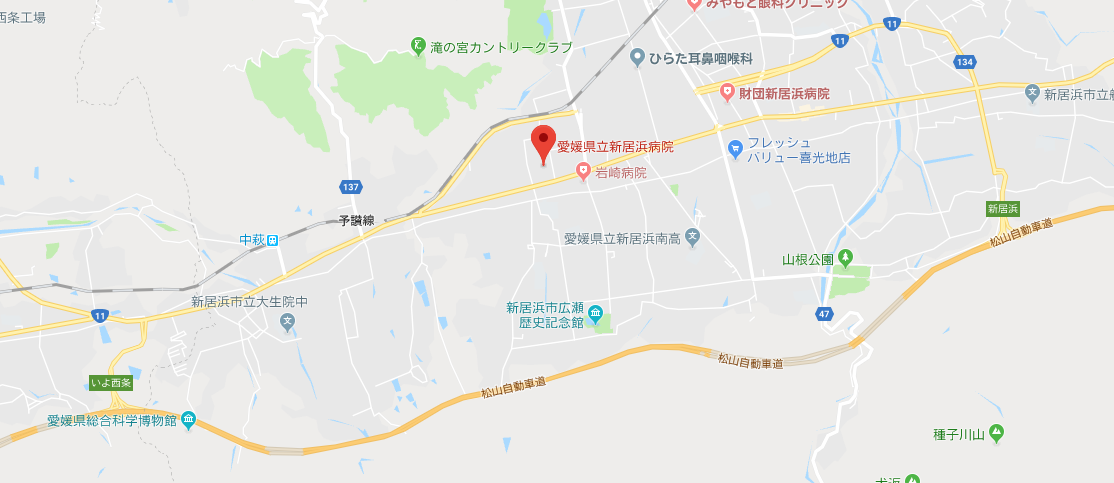 西条工場
みやもと眼科クリニック
11
11
滝の宮カントリークラブ
ひらた耳鼻咽喉科
134
財団新居浜病院
新居浜市立
愛媛県立新居浜病院
フレッシュ
バリュー喜光地店
岩崎病院
137
予讃線
新居浜
中萩
愛媛県立新居浜南高
松山自動車道
山根公園
新居浜市立大生院中
新居浜市広瀬
歴史記念館
11
47
松山自動車道
いよ西条
松山自動車道
愛媛県総合科学博物館
種子川山